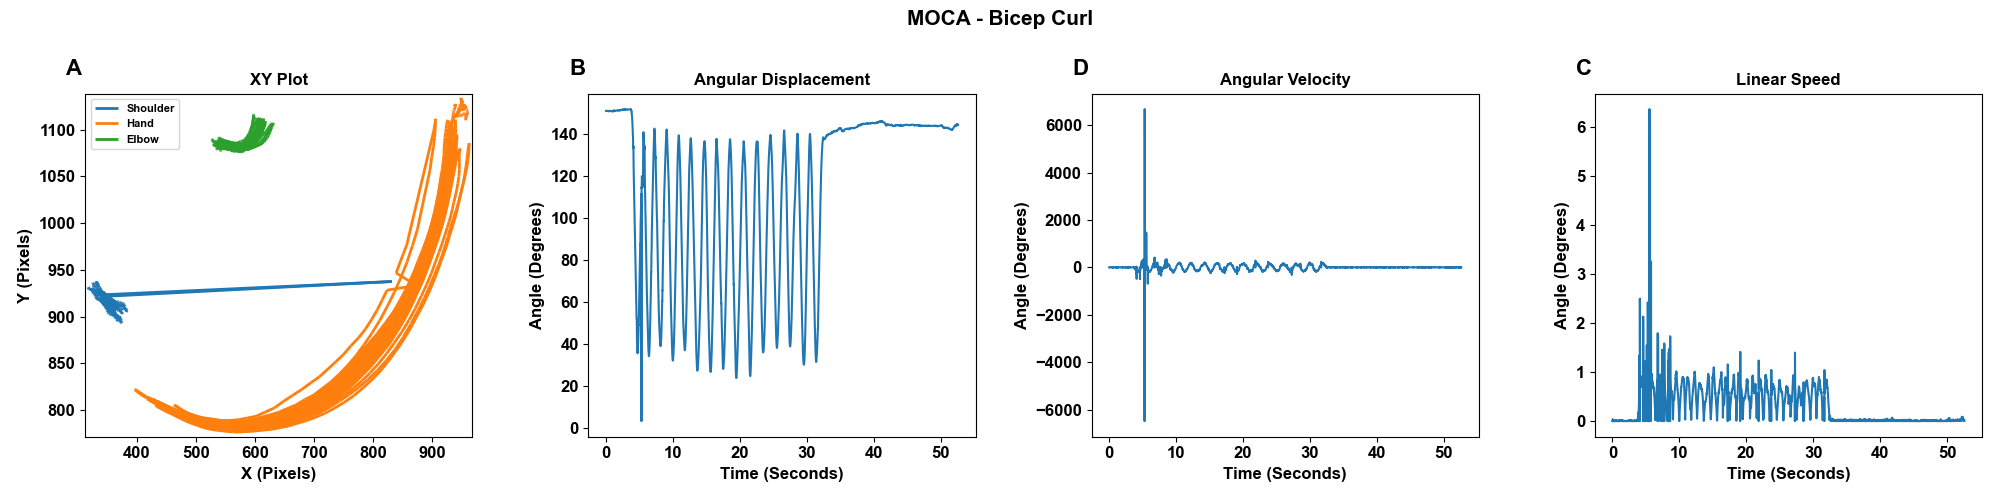 MOCA - Bicep Curl
A
XY Plot
Shoulder
Hand
Elbow
1100
1050
1000
950
900
850
800
Y (Pixels)
400 500 600 700 800 900
X (Pixels)
B
Angular Displacement
140
120
100
80
60
40
20
0
Angle (Degrees)
0 10 20 30 40 50
Time (Seconds)
D
Angular Velocity
6000
4000
2000
0
−2000
−4000
−6000
Angle (Degrees)
0 10 20 30 40 50
Time (Seconds)
C
Linear Speed
6
5
4
3
2
1
0
Angle (Degrees)
0 10 20 30 40 50
Time (Seconds)